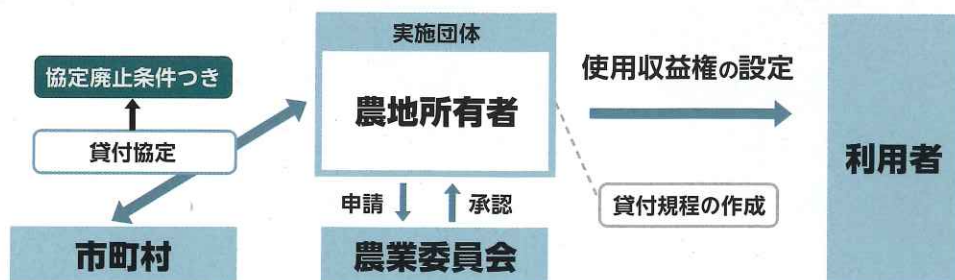 実施団体
農地所有者
協定廃止条件つき
貸付協定
使用収益権の設定
利用者
申請
承認
貸付規程の作成
市町村
農業委員会